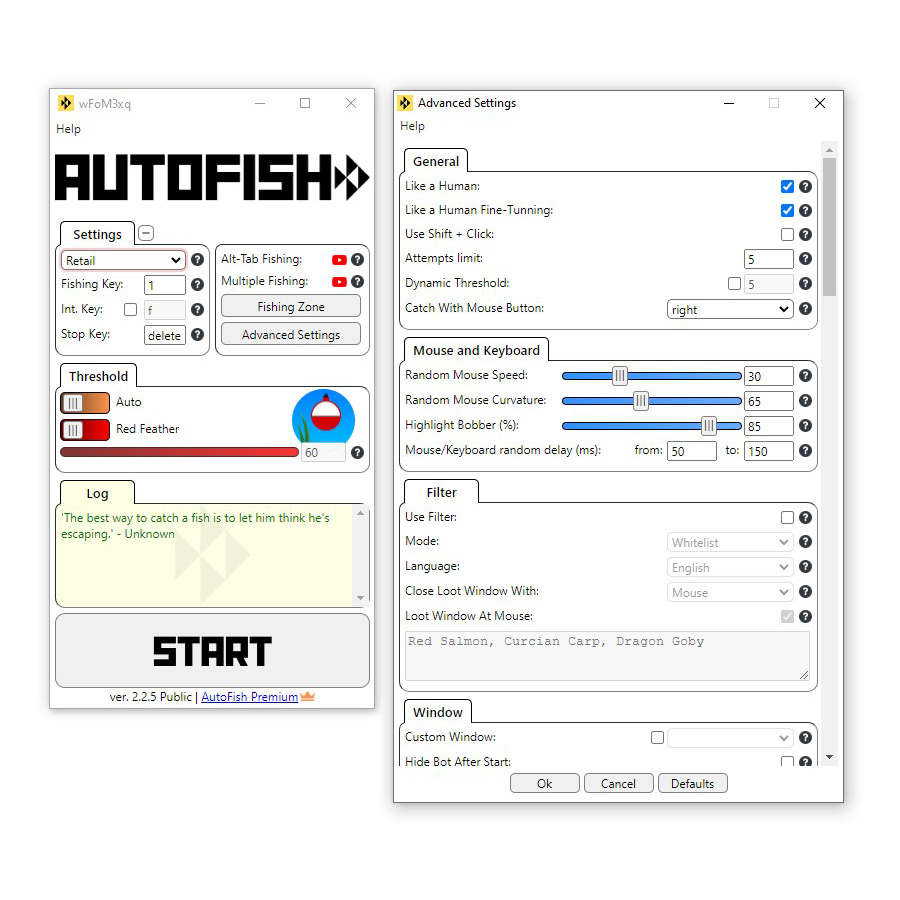 wFoM3xq
Help
AUTOFISH
Settings
Retail
Fishing Key: 1
Int. Key: f
Stop Key: delete
Alt-Tab Fishing:
Multiple Fishing:
Fishing Zone
Advanced Settings
Threshold
Auto
Red Feather
60
Log
'The best way to catch a fish is to let him think he's
escaping.' - Unknown
START
ver. 2.2.5 Public | AutoFish Premium
Advanced Settings
Help
General
Like a Human:
Like a Human Fine-Tunning:
Use Shift + Click:
Attempts limit: 5
Dynamic Threshold: 5
Catch With Mouse Button: right
Mouse and Keyboard
Random Mouse Speed: 30
Random Mouse Curvature: 65
Highlight Bobber (%): 85
Mouse/Keyboard random delay (ms): from: 50 to: 150
Filter
Use Filter:
Mode: Whitelist
Language: English
Close Loot Window With: Mouse
Loot Window At Mouse:
Red Salmon, Curcian Carp, Dragon Goby
Window
Custom Window:
Hide Bot After Start:
Ok Cancel Defaults